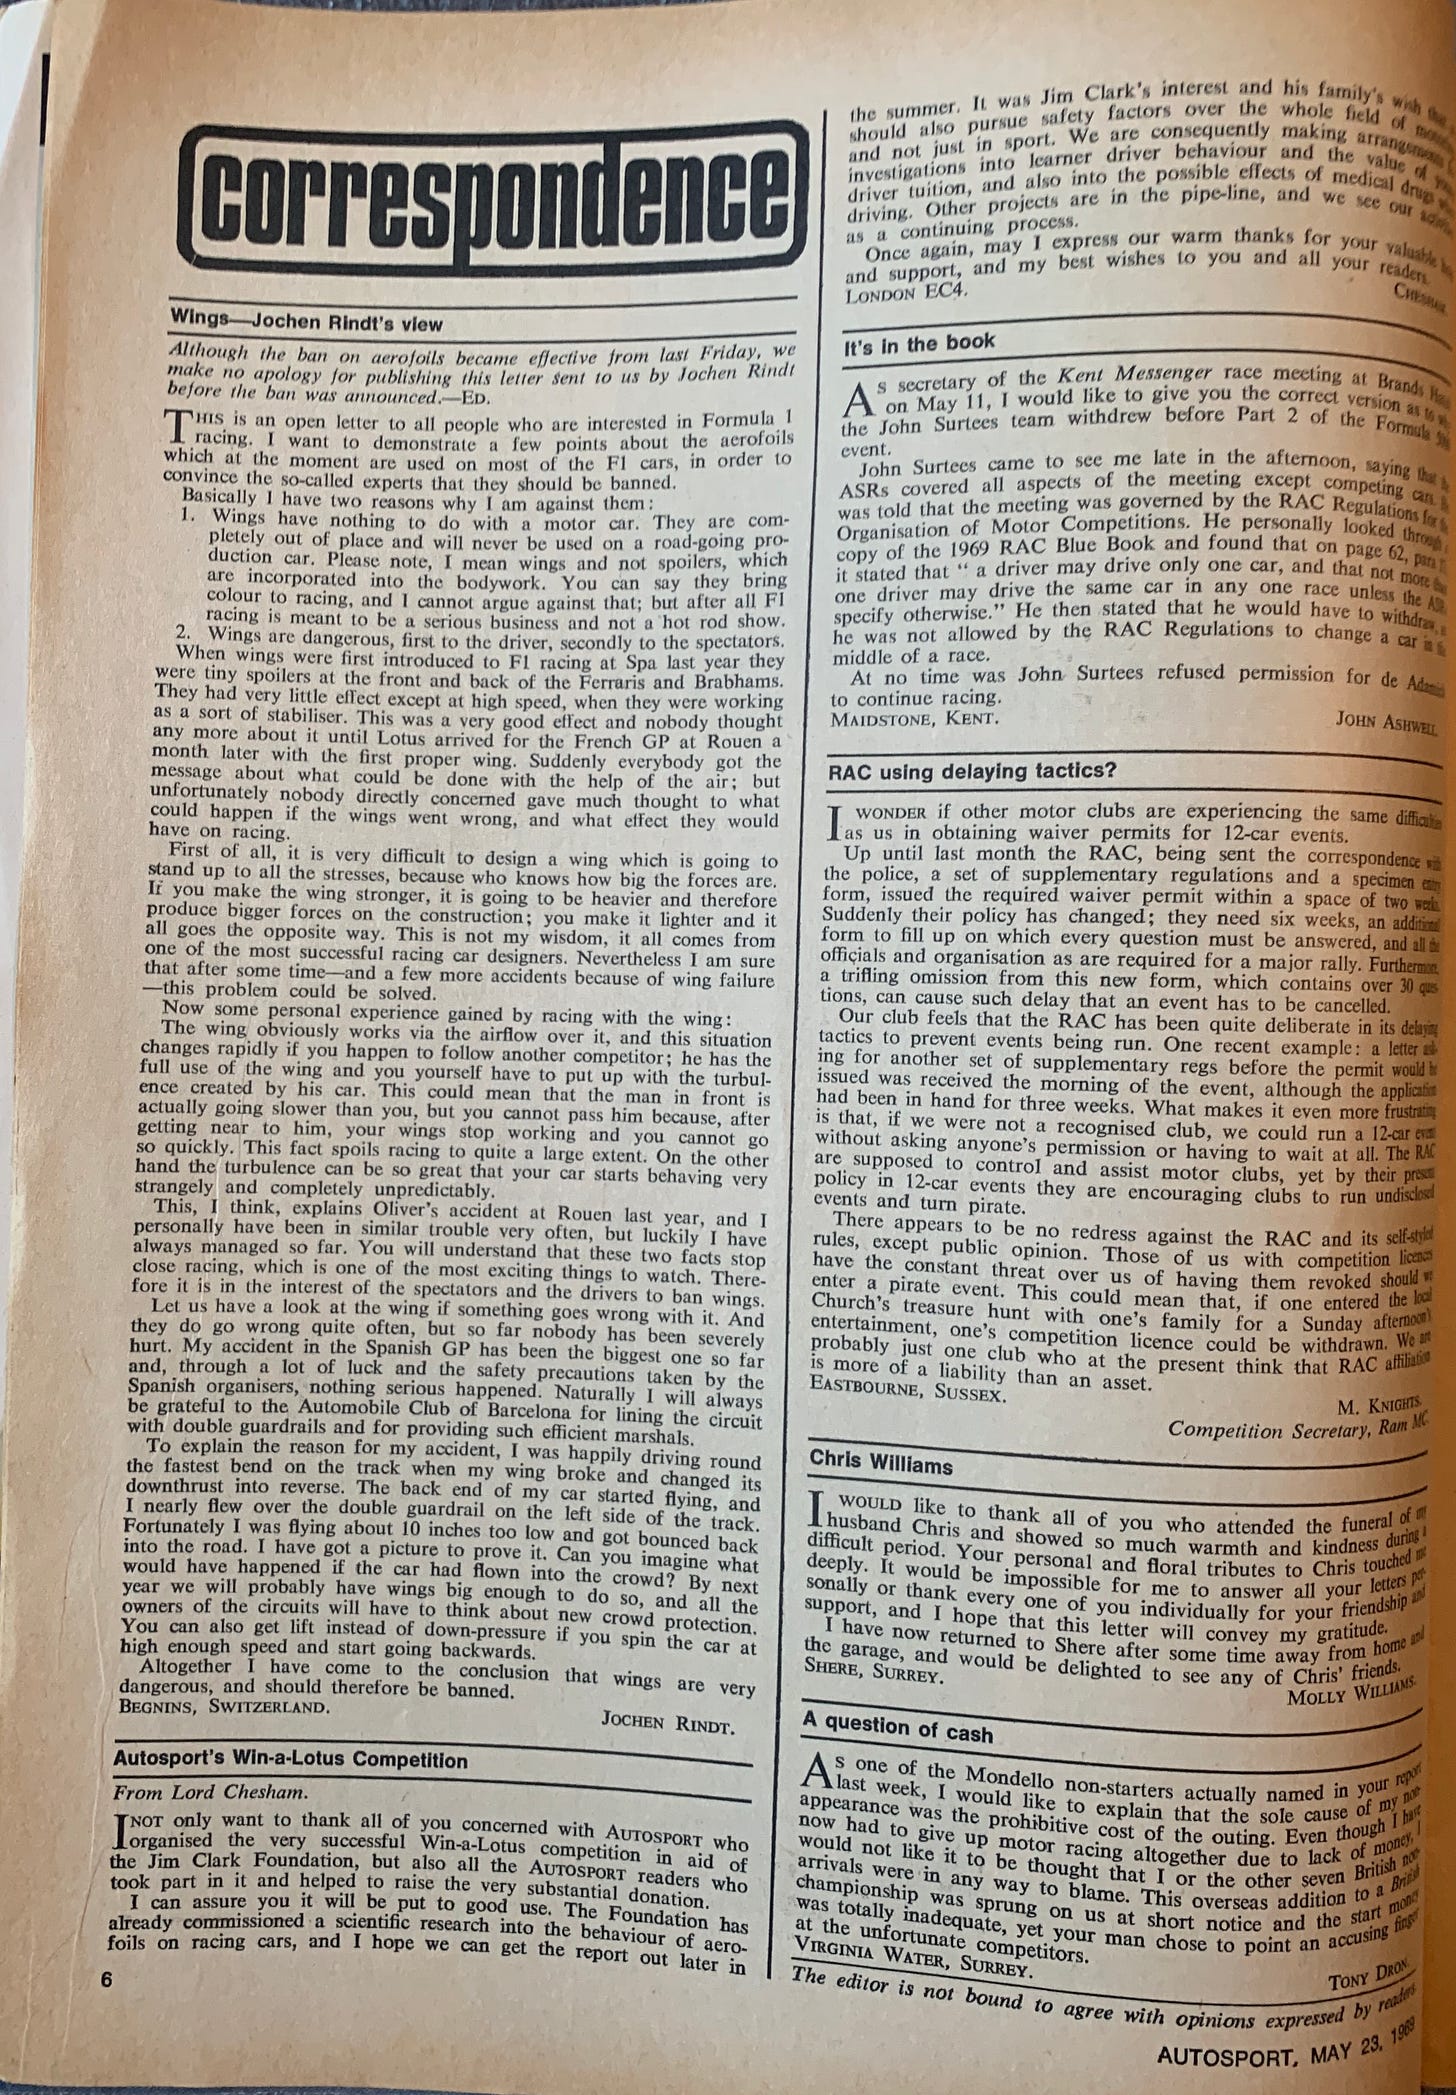 correspondence
Wings—Jochen Rindt's view
Although the ban on aerofoils became effective from last Friday, we
make no apology for publishing this letter sent to us by Jochen Rindt
before the ban was announced.—ED.
THIS is an open letter to all people who are interested in Formula 1
racing. I want to demonstrate a few points about the aerofoils
which at the moment are used on most of the F1 cars, in order to
convince the so-called experts that they should be banned.
Basically I have two reasons why I am against them:
1. Wings have nothing to do with a motor car. They are com-
pletely out of place and will never be used on a road-going pro-
duction car. Please note, I mean wings and not spoilers, which
are incorporated into the bodywork. You can say they bring
colour to racing, and I cannot argue against that; but after all F1
racing is meant to be a serious business and not a hot rod show.
2. Wings are dangerous, first to the driver, secondly to the spectators.
When wings were first introduced to F1 racing at Spa last year they
were tiny spoilers at the front and back of the Ferraris and Brabhams.
They had very little effect except at high speed, when they were working
as a sort of stabiliser. This was a very good effect and nobody thought
any more about it until Lotus arrived for the French GP at Rouen a
month later with the first proper wing. Suddenly everybody got the
message about what could be done with the help of the air; but
unfortunately nobody directly concerned gave much thought to what
could happen if the wings went wrong, and what effect they would
have on racing.
First of all, it is very difficult to design a wing which is going to
stand up to all the stresses, because who knows how big the forces are.
If you make the wing stronger, it is going to be heavier and therefore
produce bigger forces on the construction; you make it lighter and it
all goes the opposite way. This is not my wisdom, it all comes from
one of the most successful racing car designers. Nevertheless I am sure
that after some time—and a few more accidents because of wing failure
—this problem could be solved.
Now some personal experience gained by racing with the wing:
The wing obviously works via the airflow over it, and this situation
changes rapidly if you happen to follow another competitor; he has the
full use of the wing and you yourself have to put up with the turbul-
ence created by his car. This could mean that the man in front is
actually going slower than you, but you cannot pass him because, after
getting near to him, your wings stop working and you cannot go
so quickly. This fact spoils racing to quite a large extent. On the other
hand the turbulence can be so great that your car starts behaving very
strangely and completely unpredictably.
This, I think, explains Oliver's accident at Rouen last year, and I
personally have been in similar trouble very often, but luckily I have
always managed so far. You will understand that these two facts stop
close racing, which is one of the most exciting things to watch. There-
fore it is in the interest of the spectators and the drivers to ban wings.
Let us have a look at the wing if something goes wrong with it. And
they do go wrong quite often, but so far nobody has been severely
hurt. My accident in the Spanish GP has been the biggest one so far
and, through a lot of luck and the safety precautions taken by the
Spanish organisers, nothing serious happened. Naturally I will always
be grateful to the Automobile Club of Barcelona for lining the circuit
with double guardrails and for providing such efficient marshals.
To explain the reason for my accident, I was happily driving round
the fastest bend on the track when my wing broke and changed its
downthrust into reverse. The back end of my car started flying, and
I nearly flew over the double guardrail on the left side of the track.
Fortunately I was flying about 10 inches too low and got bounced back
into the road. I have got a picture to prove it. Can you imagine what
would have happened if the car had flown into the crowd? By next
year we will probably have wings big enough to do so, and all the
owners of the circuits will have to think about new crowd protection.
You can also get lift instead of down-pressure if you spin the car at
high enough speed and start going backwards.
Altogether I have come to the conclusion that wings are very
dangerous, and should therefore be banned.
BEGNINS, SWITZERLAND.
JOCHEN RINDT.
Autosport's Win-a-Lotus Competition
From Lord Chesham.
I NOT only want to thank all of you concerned with AUTOSPORT who
organised the very successful Win-a-Lotus competition in aid of
the Jim Clark Foundation, but also all the AUTOSPORT readers who
took part in it and helped to raise the very substantial donation.
I can assure you it will be put to good use. The Foundation has
already commissioned a scientific research into the behaviour of aero-
foils on racing cars, and I hope we can get the report out later in
6
the summer. It was Jim Clark's interest and his family's wish
should also pursue safety factors over the whole field of
and not just in sport. We are consequently making
investigations into learner driver behaviour and the value of
driver tuition, and also into the possible effects of medical drugs
driving. Other projects are in the pipe-line, and we see our
as a continuing process.
Once again, may I express our warm thanks for your valuable
and support, and my best wishes to you and all your readers.
LONDON EC4.
It's in the book
AS secretary of the Kent Messenger race meeting at Brands
on May 11, I would like to give you the correct version as to
the John Surtees team withdrew before Part 2 of the Formula
event.
John Surtees came to see me late in the afternoon, saying that
ASRs covered all aspects of the meeting except competing cars.
was told that the meeting was governed by the RAC Regulations for
Organisation of Motor Competitions. He personally looked through
copy of the 1969 RAC Blue Book and found that on page 62, para
it stated that " a driver may drive only one car, and that not more
one driver may drive the same car in any one race unless the
specify otherwise." He then stated that he would have to withdraw,
he was not allowed by the RAC Regulations to change a car in
middle of a race.
At no time was John Surtees refused permission for de
to continue racing.
MAIDSTONE, KENT.
JOHN ASHWELL.
RAC using delaying tactics?
I WONDER if other motor clubs are experiencing the same difficulties
as us in obtaining waiver permits for 12-car events.
Up until last month the RAC, being sent the correspondence with
the police, a set of supplementary regulations and a specimen entry
form, issued the required waiver permit within a space of two weeks.
Suddenly their policy has changed; they need six weeks, an additional
form to fill up on which every question must be answered, and all the
officials and organisation as are required for a major rally. Furthermore,
a trifling omission from this new form, which contains over 30 ques-
tions, can cause such delay that an event has to be cancelled.
Our club feels that the RAC has been quite deliberate in its delaying
tactics to prevent events being run. One recent example: a letter ask-
ing for another set of supplementary regs before the permit would be
issued was received the morning of the event, although the application
had been in hand for three weeks. What makes it even more frustrating
is that, if we were not a recognised club, we could run a 12-car event
without asking anyone's permission or having to wait at all. The RAC
are supposed to control and assist motor clubs, yet by their present
policy in 12-car events they are encouraging clubs to run undisclosed
events and turn pirate.
There appears to be no redress against the RAC and its self-styled
rules, except public opinion. Those of us with competition licences
have the constant threat over us of having them revoked should we
enter a pirate event. This could mean that, if one entered the local
Church's treasure hunt with one's family for a Sunday afternoon's
entertainment, one's competition licence could be withdrawn. We are
probably just one club who at the present think that RAC affiliation
is more of a liability than an asset.
EASTBOURNE, SUSSEX.
M. KNIGHTS.
Competition Secretary, Ram MC.
Chris Williams
I WOULD like to thank all of you who attended the funeral of my
husband Chris and showed so much warmth and kindness during a
difficult period. Your personal and floral tributes to Chris touched me
deeply. It would be impossible for me to answer all your letters per-
sonally or thank every one of you individually for your friendship and
support, and I hope that this letter will convey my gratitude.
I have now returned to Shere after some time away from home and
the garage, and would be delighted to see any of Chris' friends.
SHERE, SURREY.
MOLLY WILLIAMS.
A question of cash
AS one of the Mondello non-starters actually named in your report
last week, I would like to explain that the sole cause of my non-
appearance was the prohibitive cost of the outing. Even though I have
now had to give up motor racing altogether due to lack of money, I
would not like it to be thought that I or the other seven British non-
arrivals were in any way to blame. This overseas addition to a British
championship was sprung on us at short notice and the start money
was totally inadequate, yet your man chose to point an accusing finger
at the unfortunate competitors.
VIRGINIA WATER, SURREY.
TONY DRON.
The editor is not bound to agree with opinions expressed by readers
AUTOSPORT, MAY 23, 1969